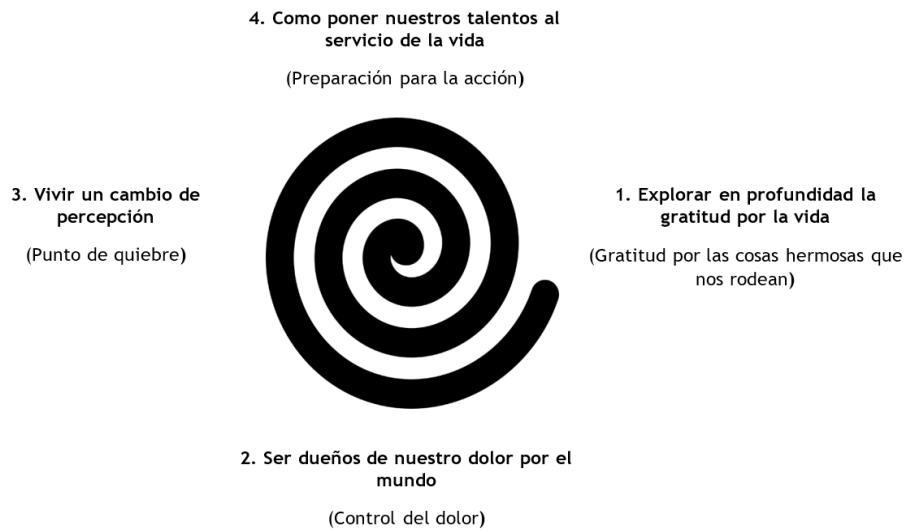 4. Como poner nuestros talentos al
servicio de la vida
(Preparación para la acción)
3. Vivir un cambio de
percepción
(Punto de quiebre)
1. Explorar en profundidad la
gratitud por la vida
(Gratitud por las cosas hermosas que
nos rodean)
2. Ser dueños de nuestro dolor por el
mundo
(Control del dolor)